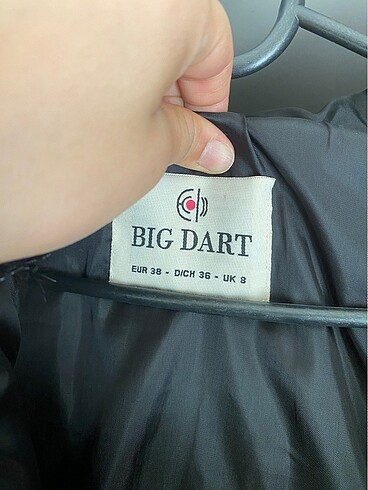 BIG DART
EUR 38 - D/CH 36 - UK 8